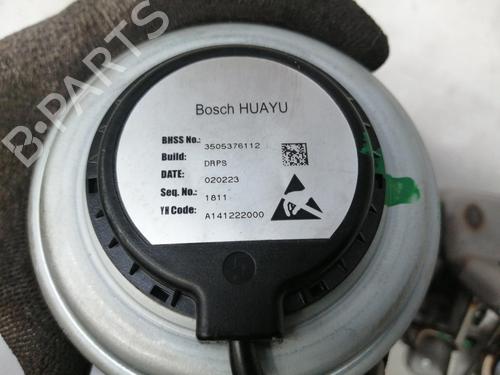 Bosch HUAYU
BHSS No.: 3505376112
Build: DRPS
DATE: 020223
Seq. No.: 1811
YH Code: A141222000
B-PARTS